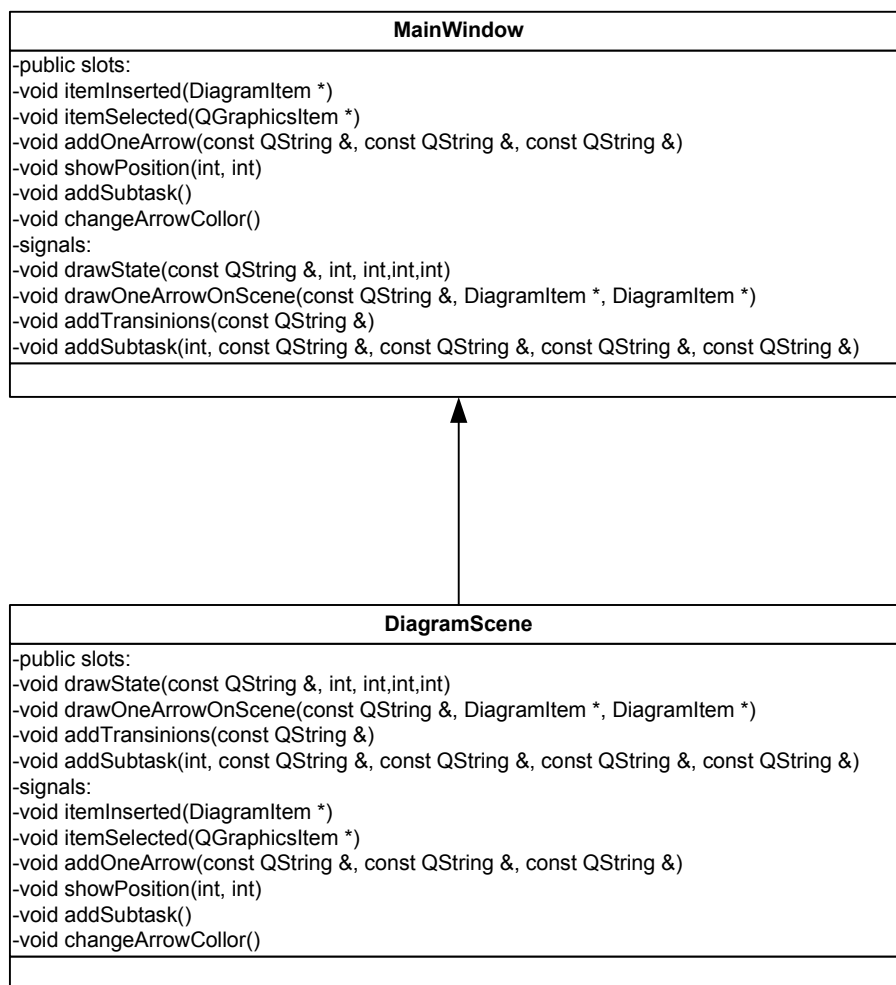 MainWindow
-public slots:
-void itemInserted(DiagramItem *)
-void itemSelected(QGraphicsItem *)
-void addOneArrow(const QString &, const QString &, const QString &)
-void showPosition(int, int)
-void addSubtask()
-void changeArrowCollor()
-signals:
-void drawState(const QString &, int, int,int,int)
-void drawOneArrowOnScene(const QString &, DiagramItem *, DiagramItem *)
-void addTransinions(const QString &)
-void addSubtask(int, const QString &, const QString &, const QString &, const QString &)
DiagramScene
-public slots:
-void drawState(const QString &, int, int,int,int)
-void drawOneArrowOnScene(const QString &, DiagramItem *, DiagramItem *)
-void addTransinions(const QString &)
-void addSubtask(int, const QString &, const QString &, const QString &, const QString &)
-signals:
-void itemInserted(DiagramItem *)
-void itemSelected(QGraphicsItem *)
-void addOneArrow(const QString &, const QString &, const QString &)
-void showPosition(int, int)
-void addSubtask()
-void changeArrowCollor()